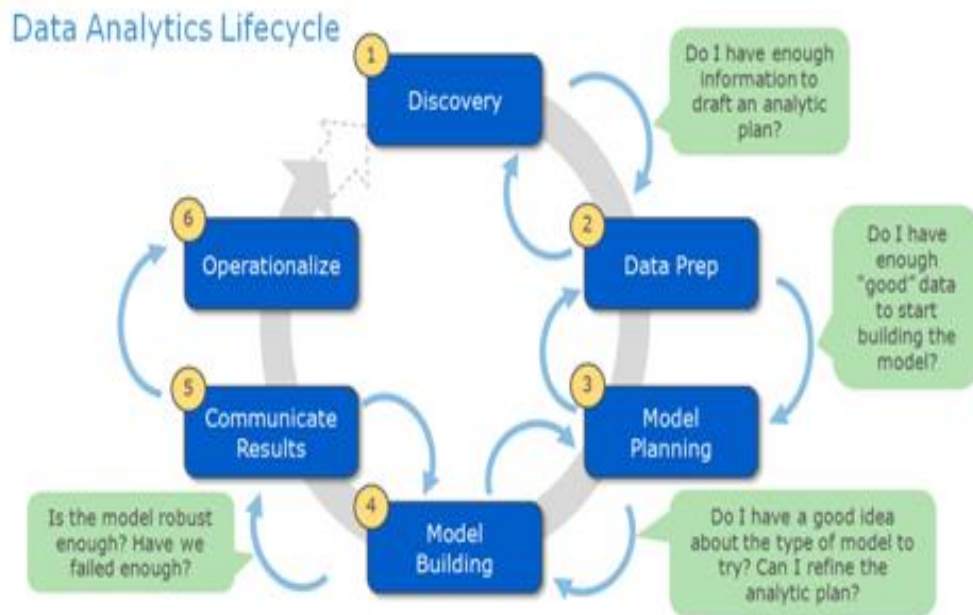 Data Analytics Lifecycle
1
Discovery
Do I have enough
information to
draft an analytic
plan?
2
Data Prep
Do I have
enough
"good" data
to start
building the
model?
3
Model
Planning
Do I have a good idea
about the type of model to
try? Can I refine the
analytic plan?
4
Model
Building
Is the model robust
enough? Have we
failed enough?
5
Communicate
Results
6
Operationalize